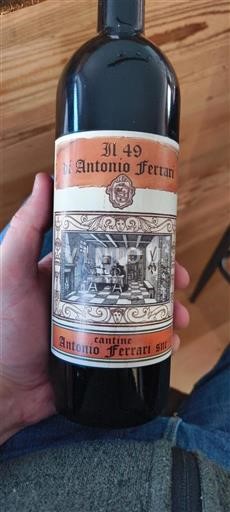 Il 49
di Antonio Ferrari
cantine
Antonio Ferrari snc